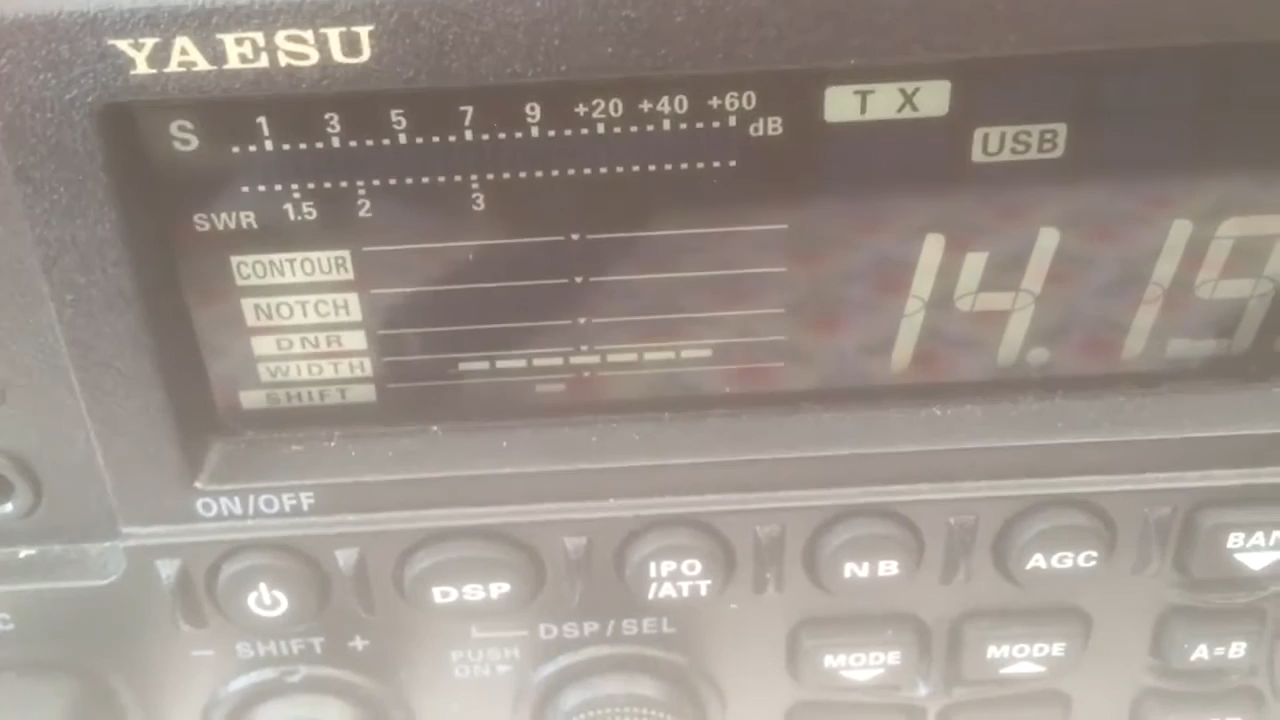 YAESU
S 1 3 5 7 9 +20 +40 +60 dB
TX
USB
SWR 1.5 2 3
CONTOUR
NOTCH
DNR
WIDTH
SHIFT
14.19
ON/OFF
DSP
IPO
/ATT
NB
AGC
BAN
- SHIFT +
DSP/SEL
PUSH
ON
MODE
MODE
A=B